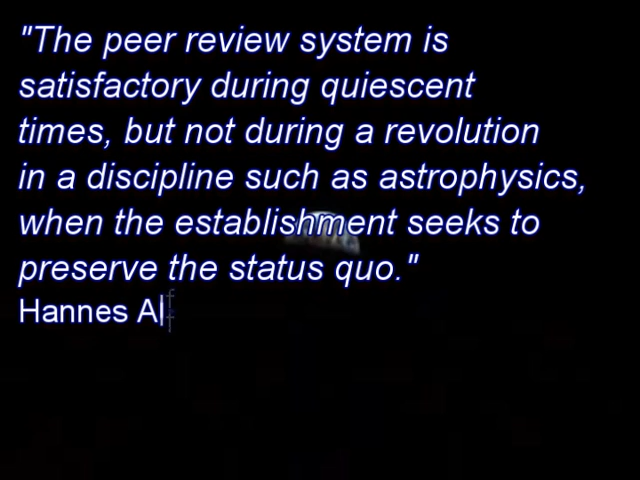 "The peer review system is
satisfactory during quiescent
times, but not during a revolution
in a discipline such as astrophysics,
when the establishment seeks to
preserve the status quo."
Hannes Alf